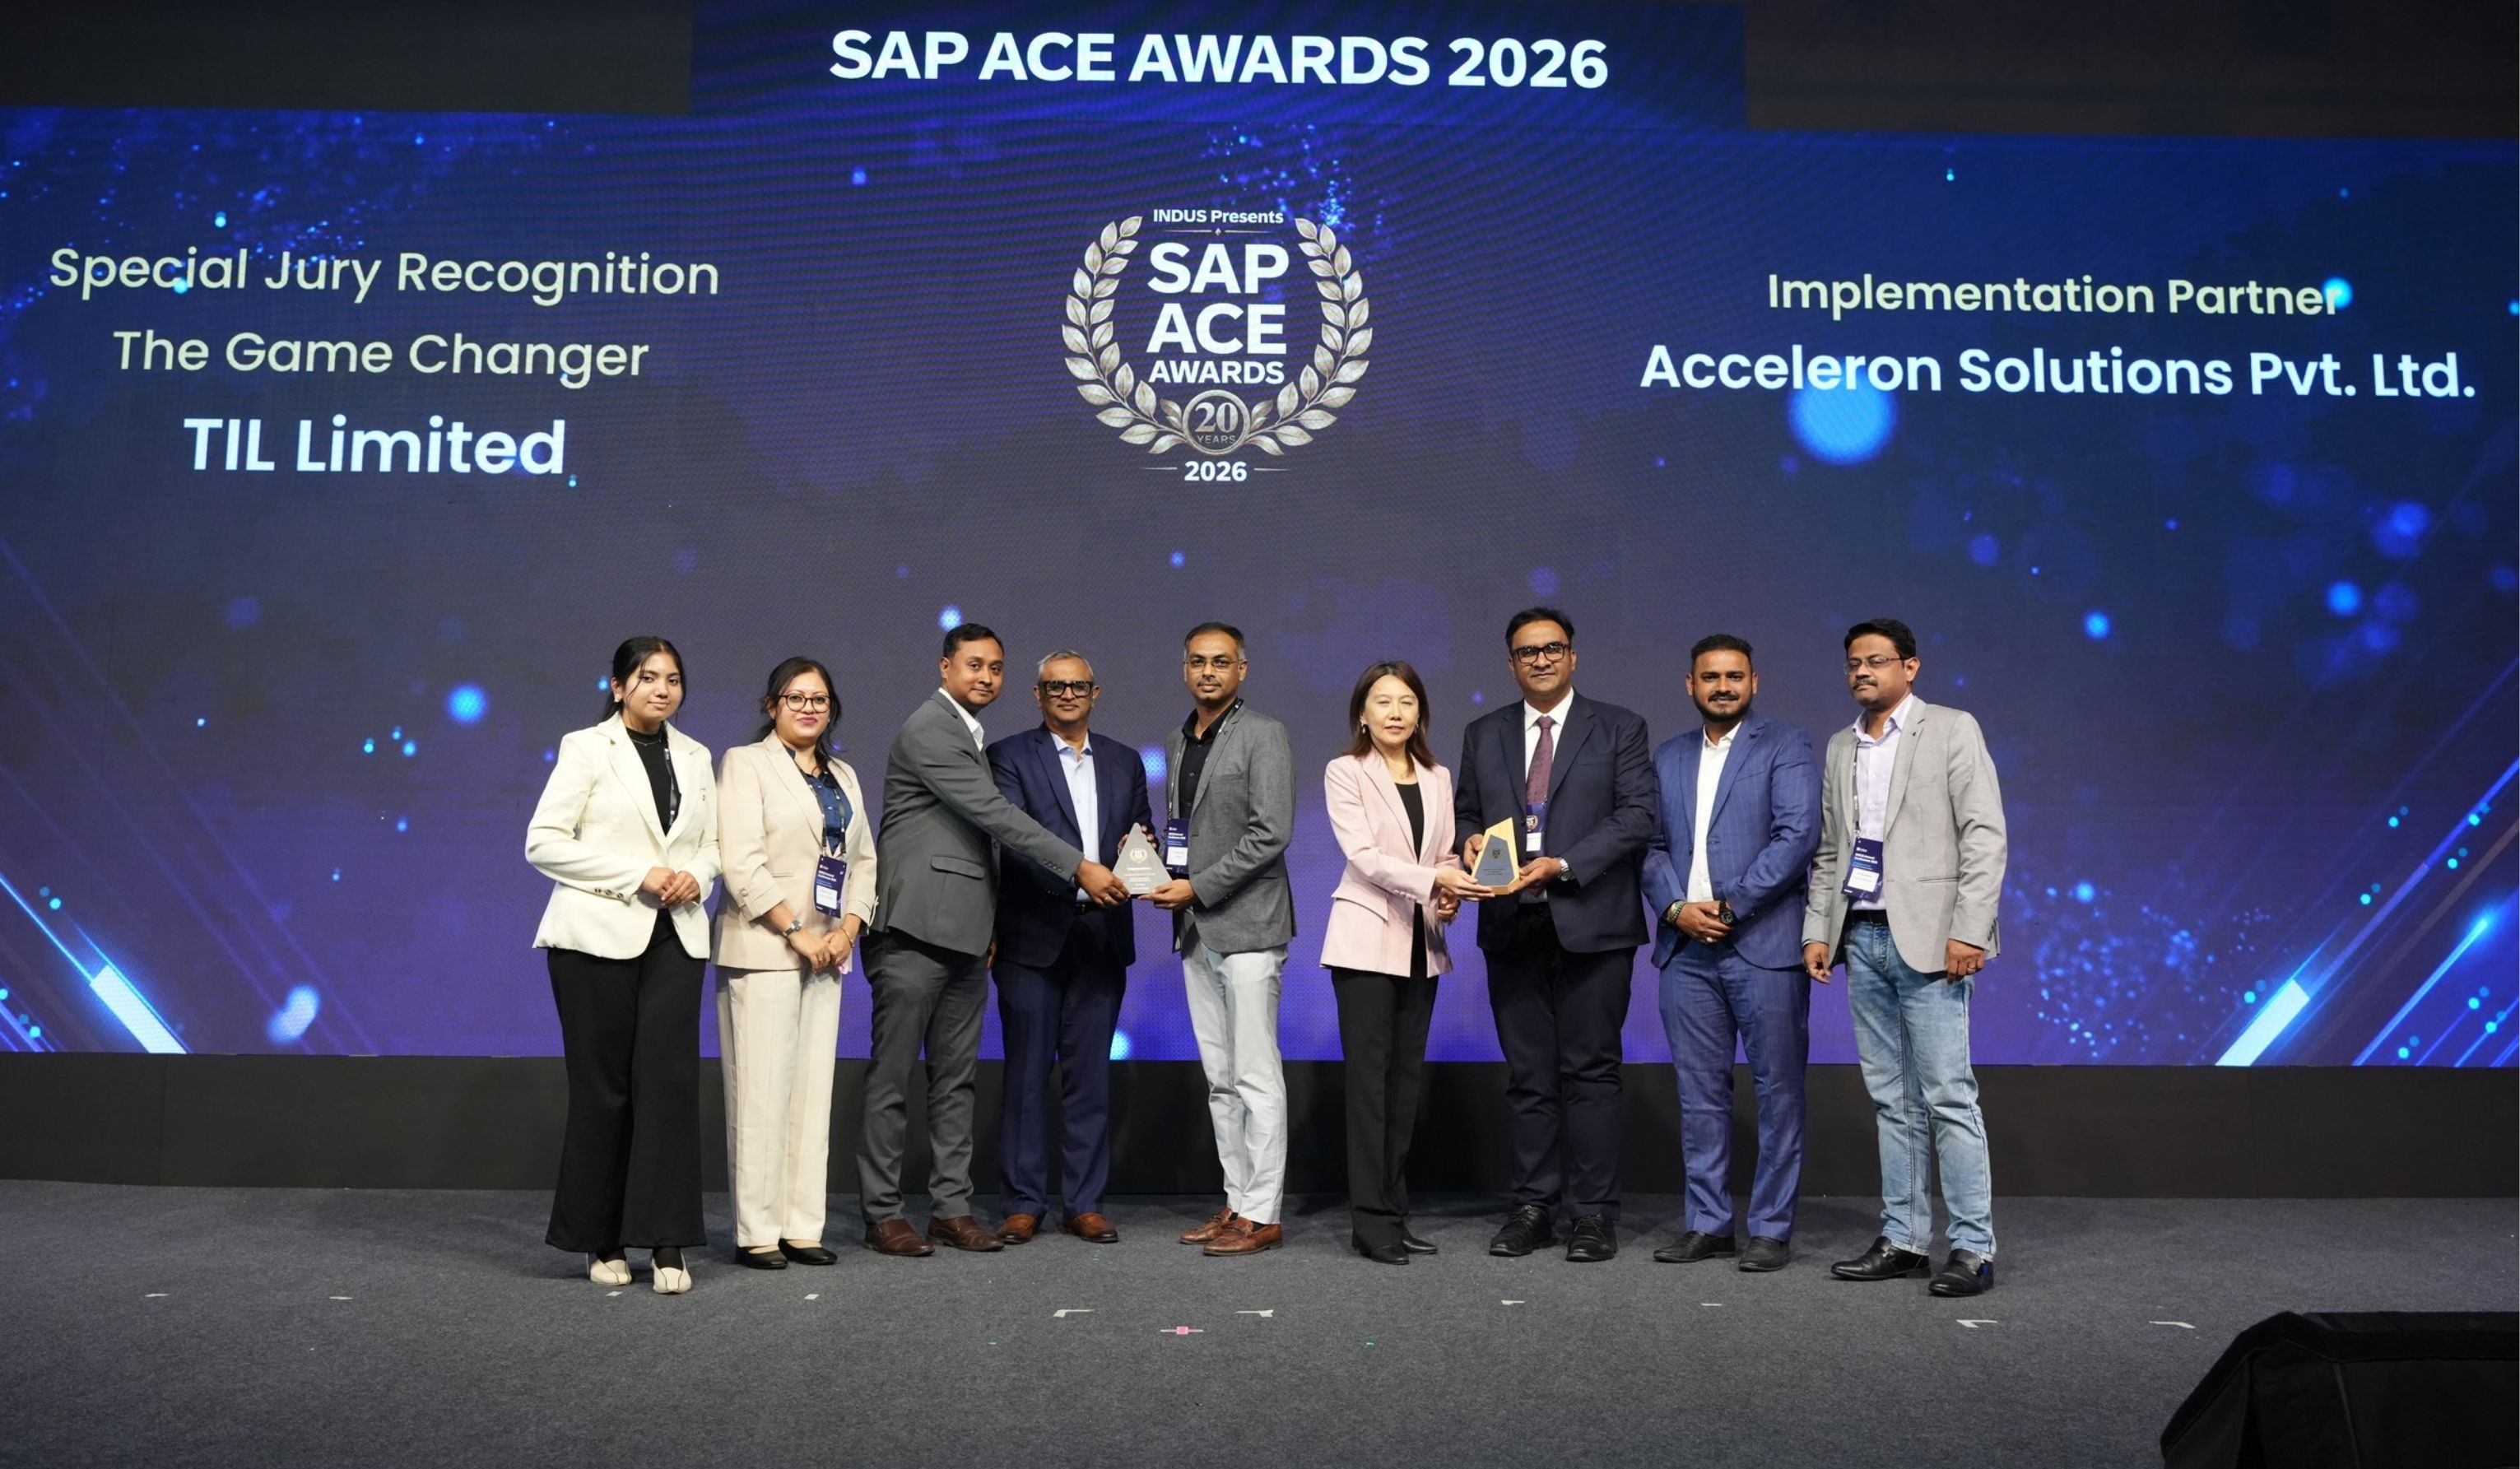 SAP ACE AWARDS 2026
Special Jury Recognition
The Game Changer
TIL Limited
INDUS Presents
SAP
ACE
AWARDS
20
YEARS
2026
Implementation Partner
Acceleron Solutions Pvt. Ltd.